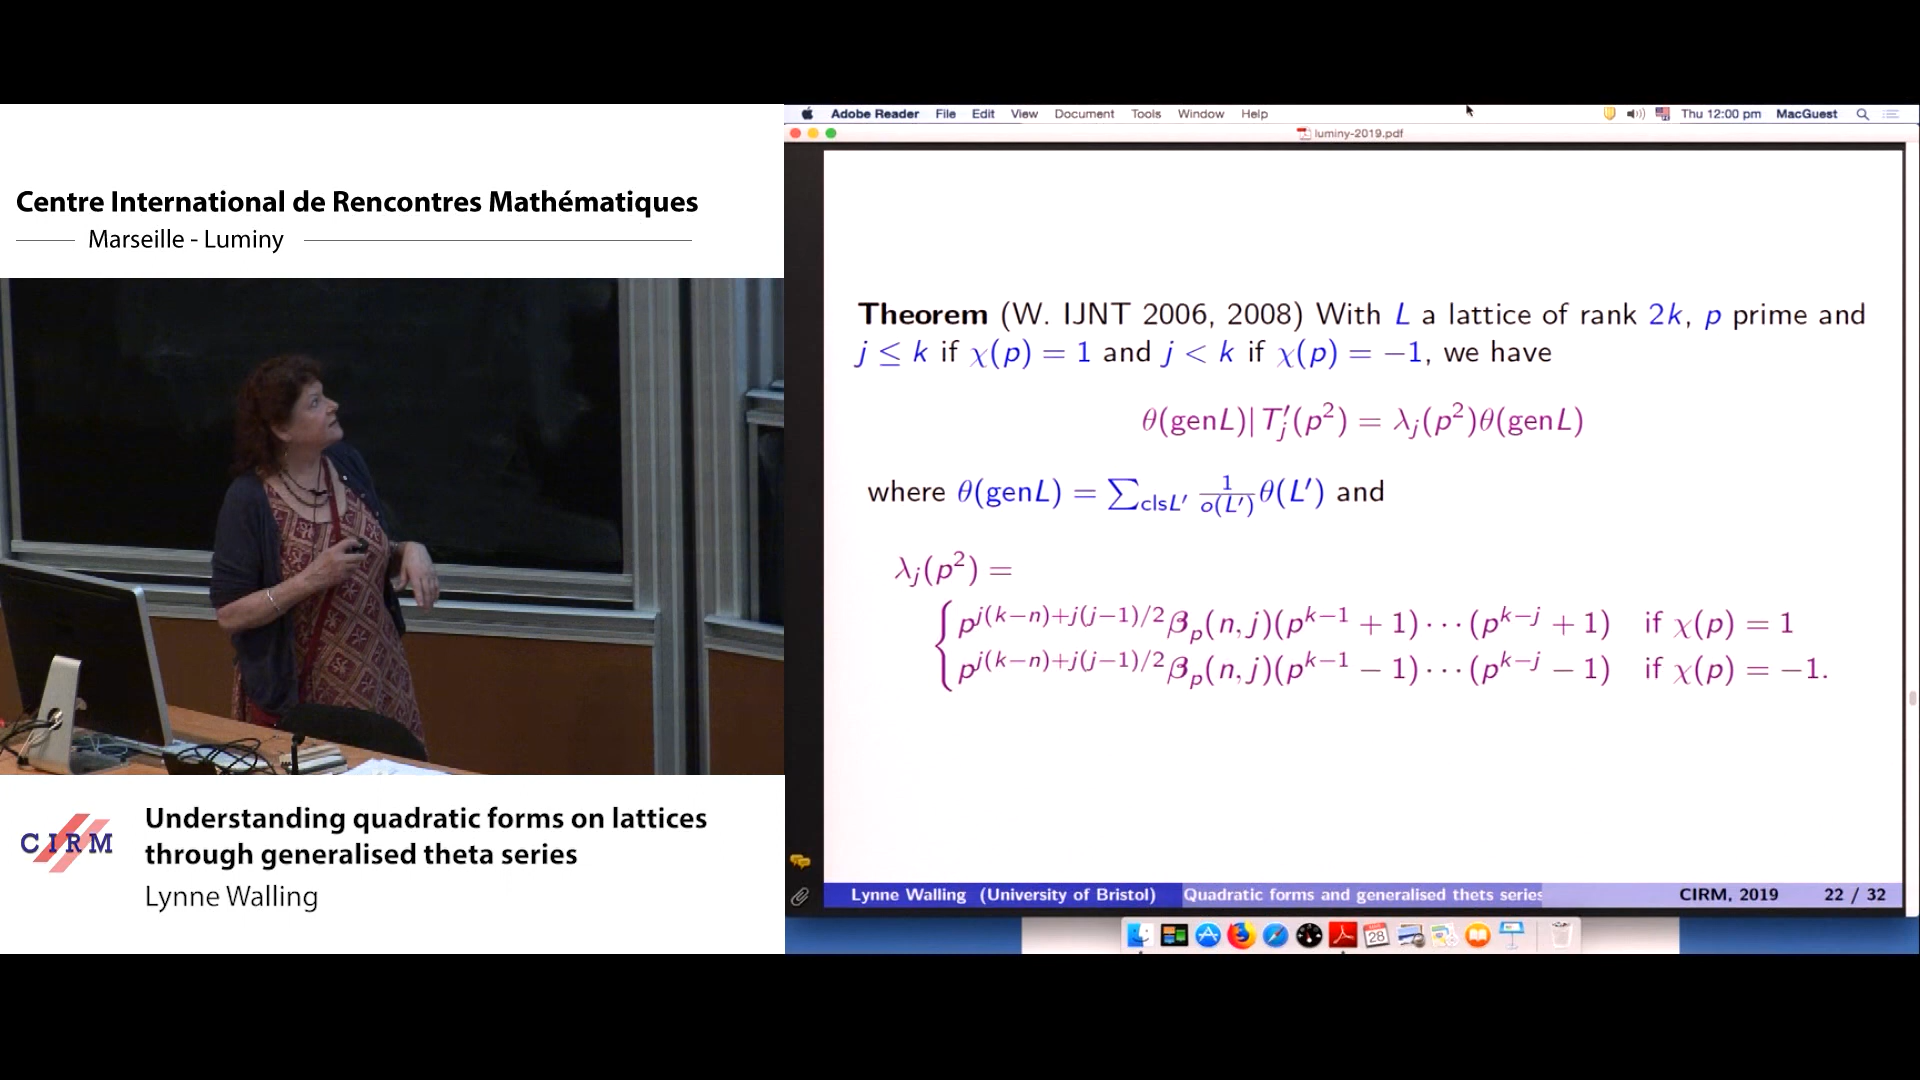 Centre International de Rencontres Mathématiques
Marseille - Luminy
Adobe Reader File Edit View Document Tools Window Help Thu 12:00 pm MacGuest
luminy-2019.pdf
Theorem (W. IJNT 2006, 2008) With L a lattice of rank 2k, p prime and
j ≤ k if χ(p) = 1 and j < k if χ(p) = −1, we have
θ(genL)|T′_j(p²) = λ_j(p²)θ(genL)
where θ(genL) = ∑_{clsL′} 1/o(L′) θ(L′) and
λ_j(p²) =
{ p^{j(k−n)+j(j−1)/2} β_p(n,j)(p^{k−1} + 1) ⋯ (p^{k−j} + 1) if χ(p) = 1
p^{j(k−n)+j(j−1)/2} β_p(n,j)(p^{k−1} − 1) ⋯ (p^{k−j} − 1) if χ(p) = −1.
Lynne Walling (University of Bristol) Quadratic forms and generalised thets series CIRM, 2019 22 / 32
28
CIRM
Understanding quadratic forms on lattices
through generalised theta series
Lynne Walling